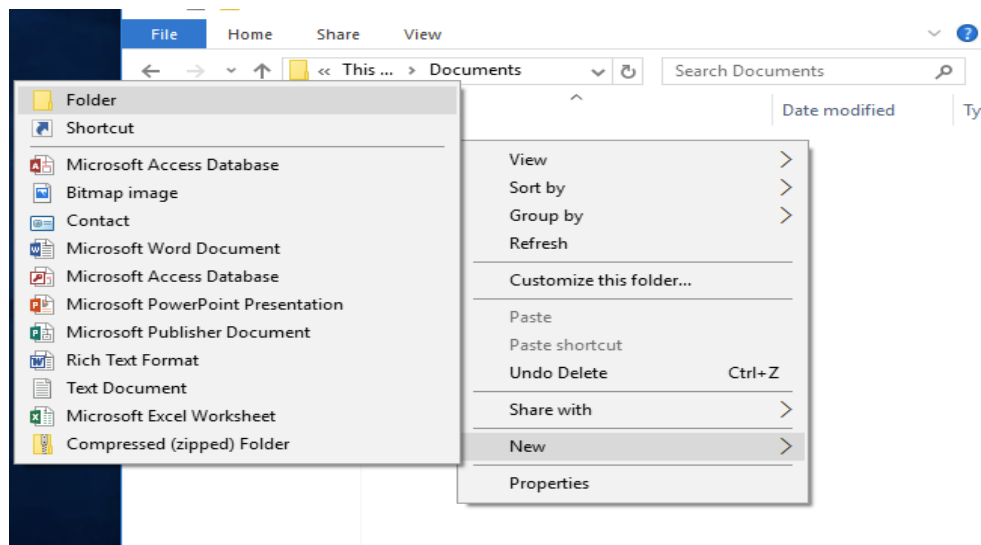 File Home Share View ?
« This ... > Documents Search Documents
Date modified Ty
Folder
Shortcut
Microsoft Access Database
Bitmap image
Contact
Microsoft Word Document
Microsoft Access Database
Microsoft PowerPoint Presentation
Microsoft Publisher Document
Rich Text Format
Text Document
Microsoft Excel Worksheet
Compressed (zipped) Folder
View
Sort by
Group by
Refresh
Customize this folder...
Paste
Paste shortcut
Undo Delete Ctrl+Z
Share with
New
Properties